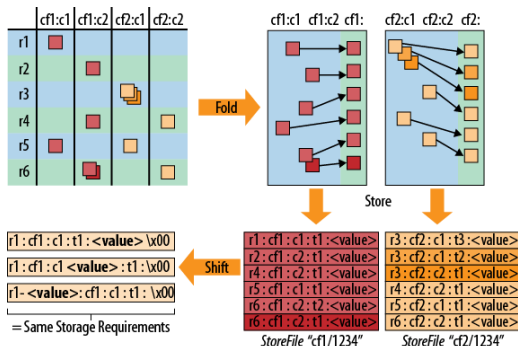 cf1:c1 cf1:c2 cf2:c1 cf2:c2
r1
r2
r3
r4
r5
r6
Fold
cf1:c1 cf1:c2 cf1:
cf2:c1 cf2:c2 cf2:
Store
r1 : cf1 : c1 : t1 : <value> \x00
r1 : cf1 : c1 <value> : t1 : \x00
r1- <value> : cf1 : c1 : t1 : \x00
= Same Storage Requirements
Shift
r1 : cf1 : c1 : t1 : <value>
r2 : cf1 : c2 : t1 : <value>
r4 : cf1 : c2 : t1 : <value>
r5 : cf1 : c1 : t1 : <value>
r6 : cf1 : c2 : t2 : <value>
r6 : cf1 : c2 : t1 : <value>
StoreFile "cf1/1234"
r3 : cf2 : c1 : t3 : <value>
r3 : cf2 : c1 : t2 : <value>
r3 : cf2 : c2 : t1 : <value>
r4 : cf2 : c2 : t1 : <value>
r5 : cf2 : c1 : t1 : <value>
r6 : cf2 : c2 : t1 : <value>
StoreFile "cf2/1234"